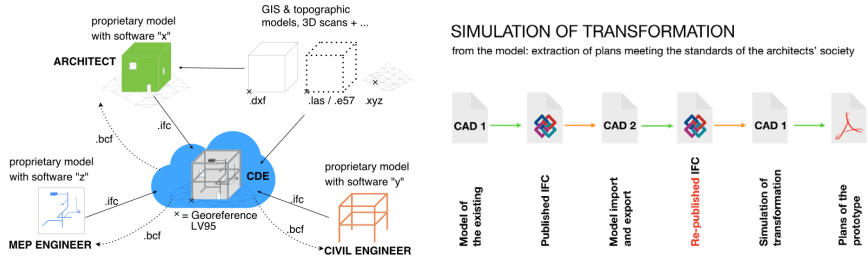 proprietary model
with software "x"
ARCHITECT
GIS & topographic
models, 3D scans + ...
.dxf
.las / .e57
.xyz
.ifc
.bcf
CDE
proprietary model
with software "z"
.ifc
MEP ENGINEER
.bcf
× = Georeference
LV95
proprietary model
with software "y"
.ifc
.bcf
CIVIL ENGINEER
SIMULATION OF TRANSFORMATION
from the model: extraction of plans meeting the standards of the architects' society
CAD 1
CAD 2
CAD 1
Model of
the existing
Published IFC
Model import
and export
Re-published IFC
Simulation of
transformation
Plans of the
prototype